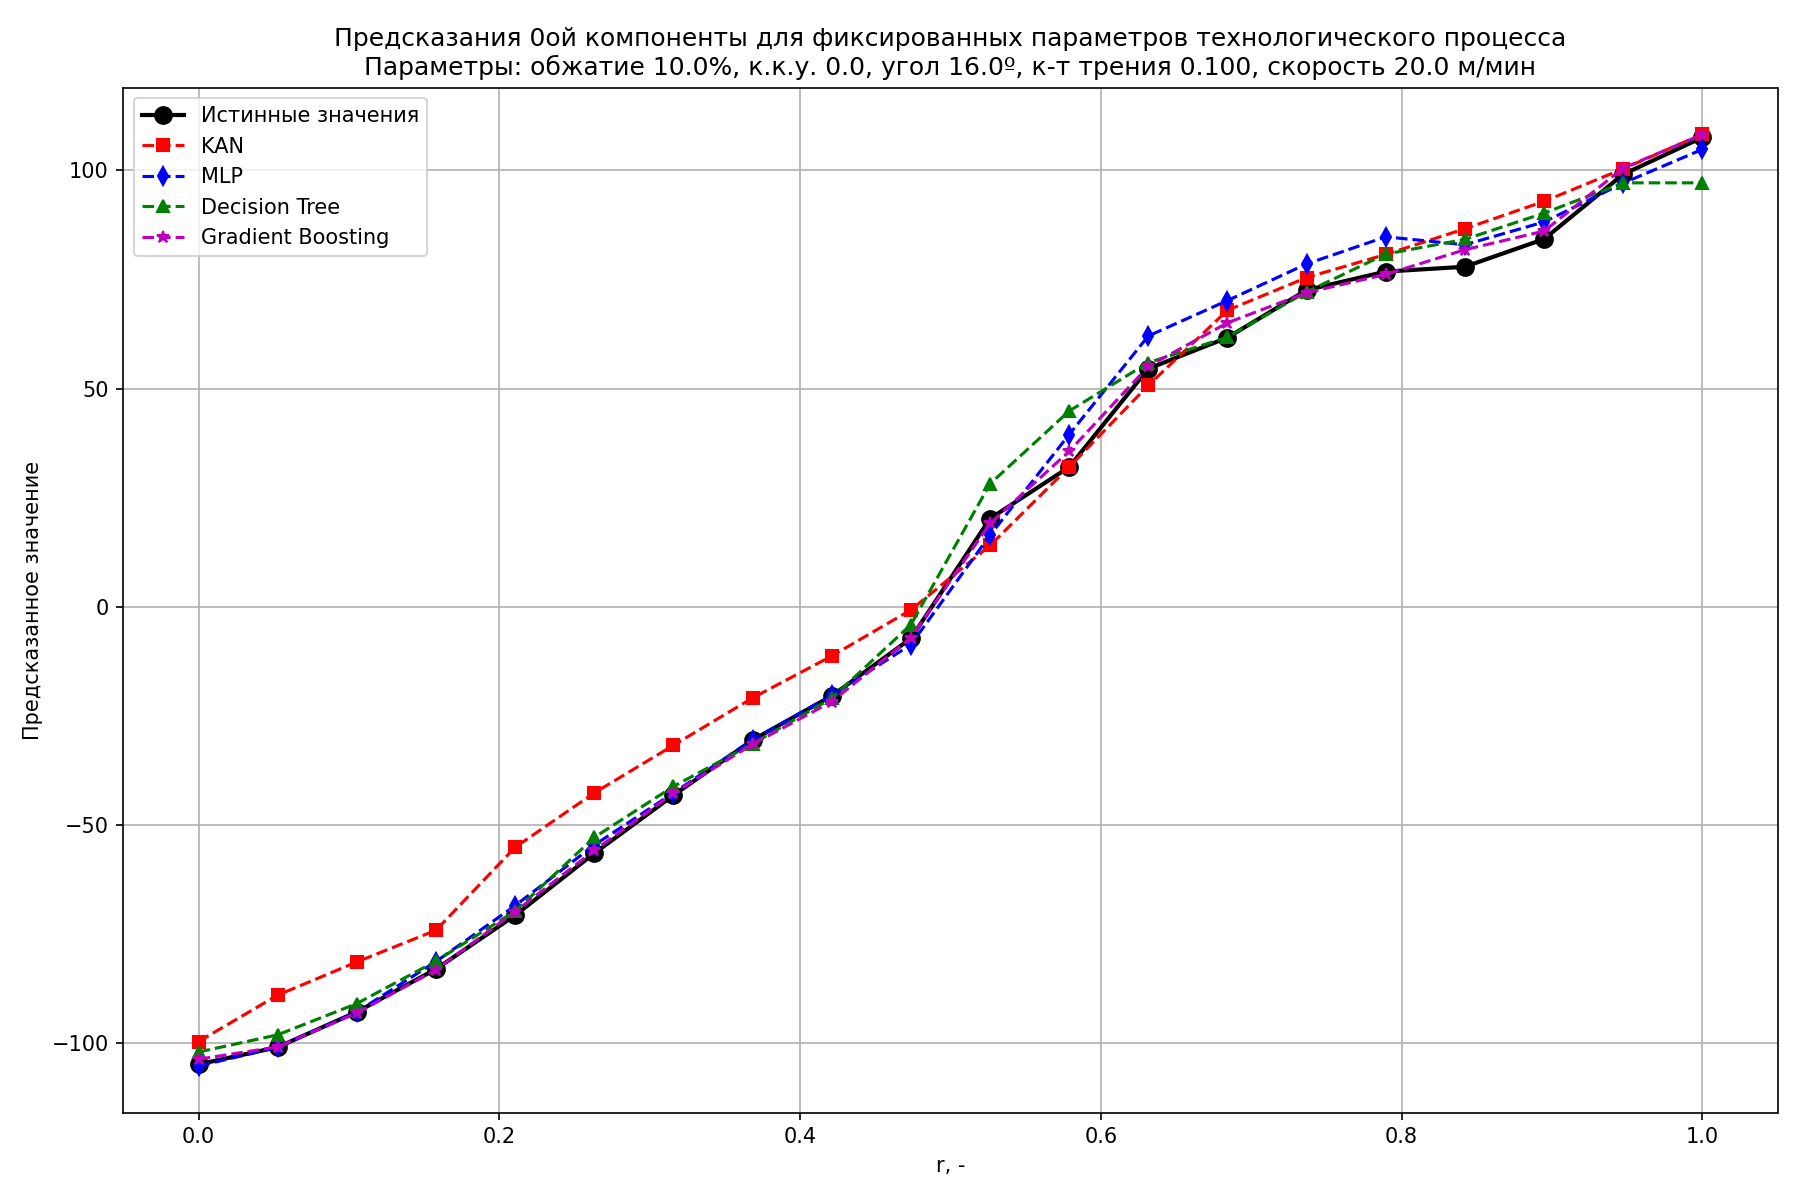 Предсказания 0ой компоненты для фиксированных параметров технологического процесса
Параметры: обжатие 10.0%, к.к.у. 0.0, угол 16.0º, к-т трения 0.100, скорость 20.0 м/мин
Истинные значения
KAN
MLP
Decision Tree
Gradient Boosting
Предсказанное значение
100
50
0
−50
−100
0.0
0.2
0.4
0.6
0.8
1.0
r, -